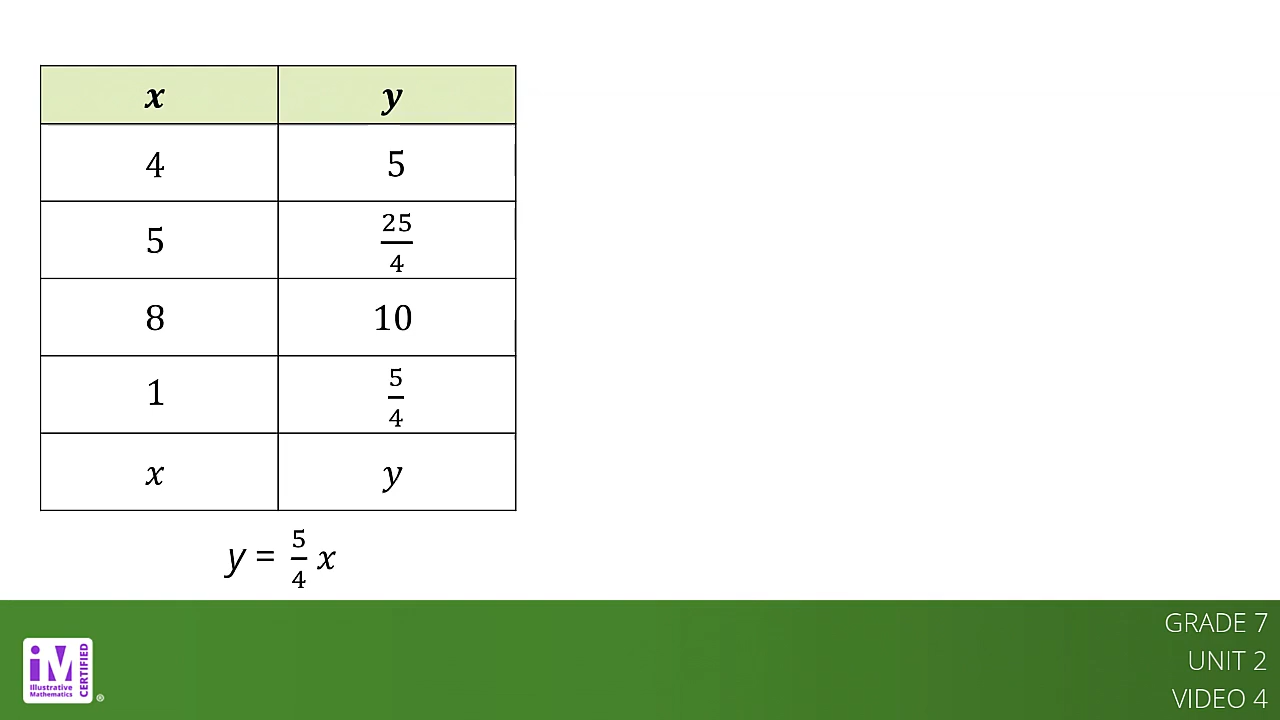 x y
4 5
5 25/4
8 10
1 5/4
x y
y = 5/4 x
GRADE 7
UNIT 2
VIDEO 4
iM CERTIFIED
Illustrative
Mathematics ®